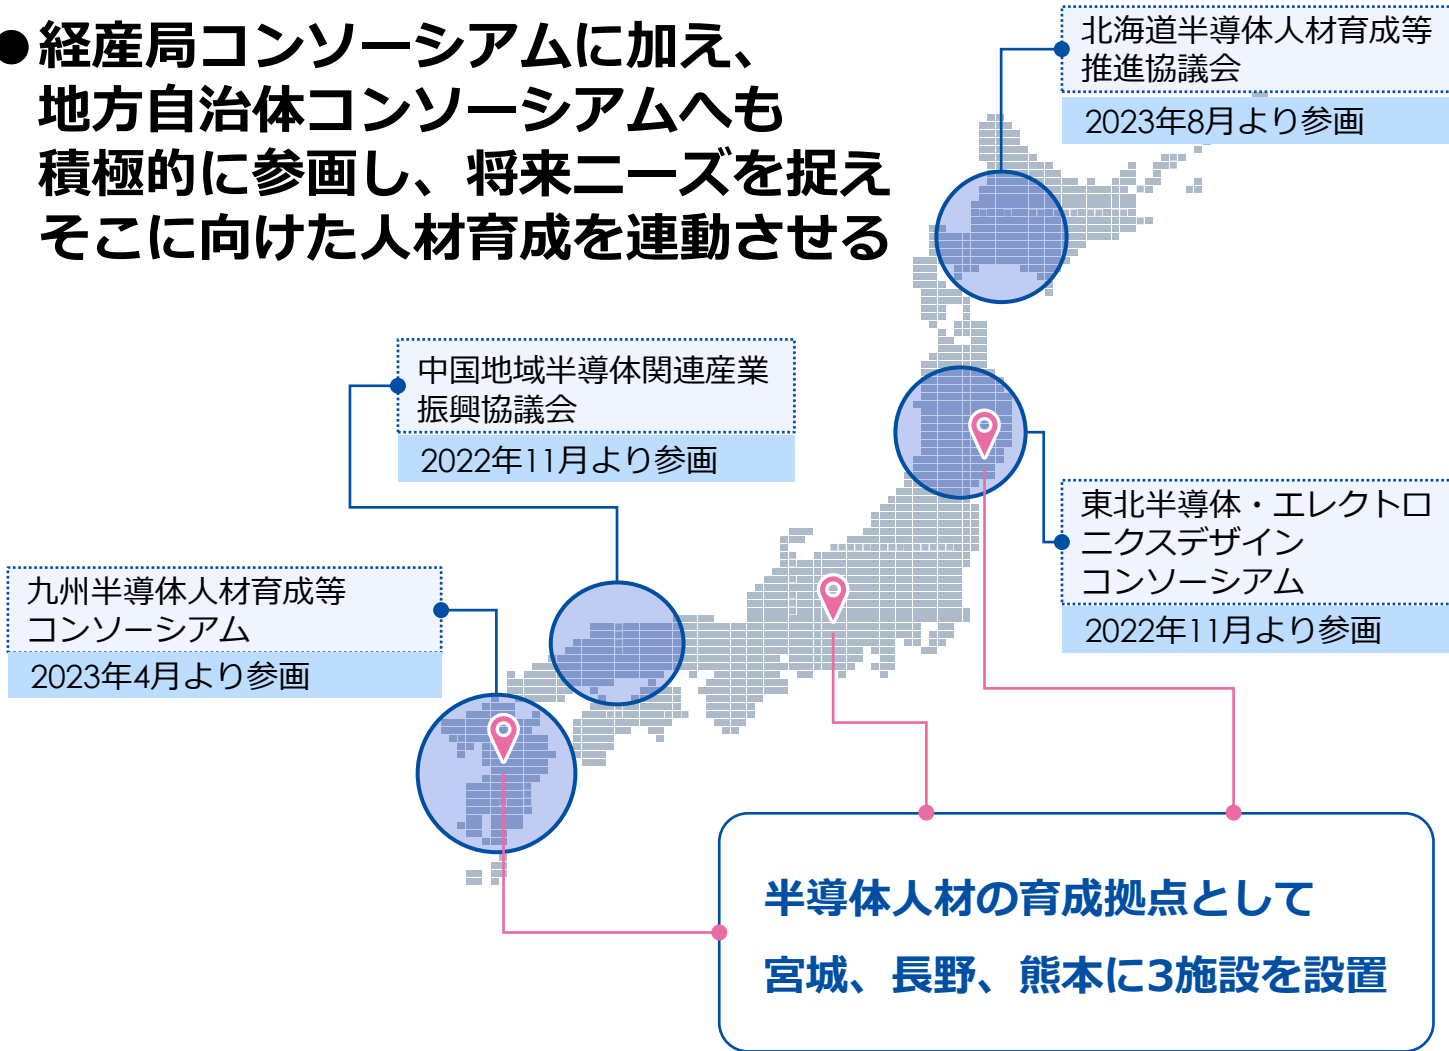 ●経産局コンソーシアムに加え、
地方自治体コンソーシアムへも
積極的に参画し、将来ニーズを捉え
そこに向けた人材育成を連動させる
北海道半導体人材育成等
推進協議会
2023年8月より参画
中国地域半導体関連産業
振興協議会
2022年11月より参画
東北半導体・エレクトロ
ニクスデザイン
コンソーシアム
2022年11月より参画
九州半導体人材育成等
コンソーシアム
2023年4月より参画
半導体人材の育成拠点として
宮城、長野、熊本に3施設を設置